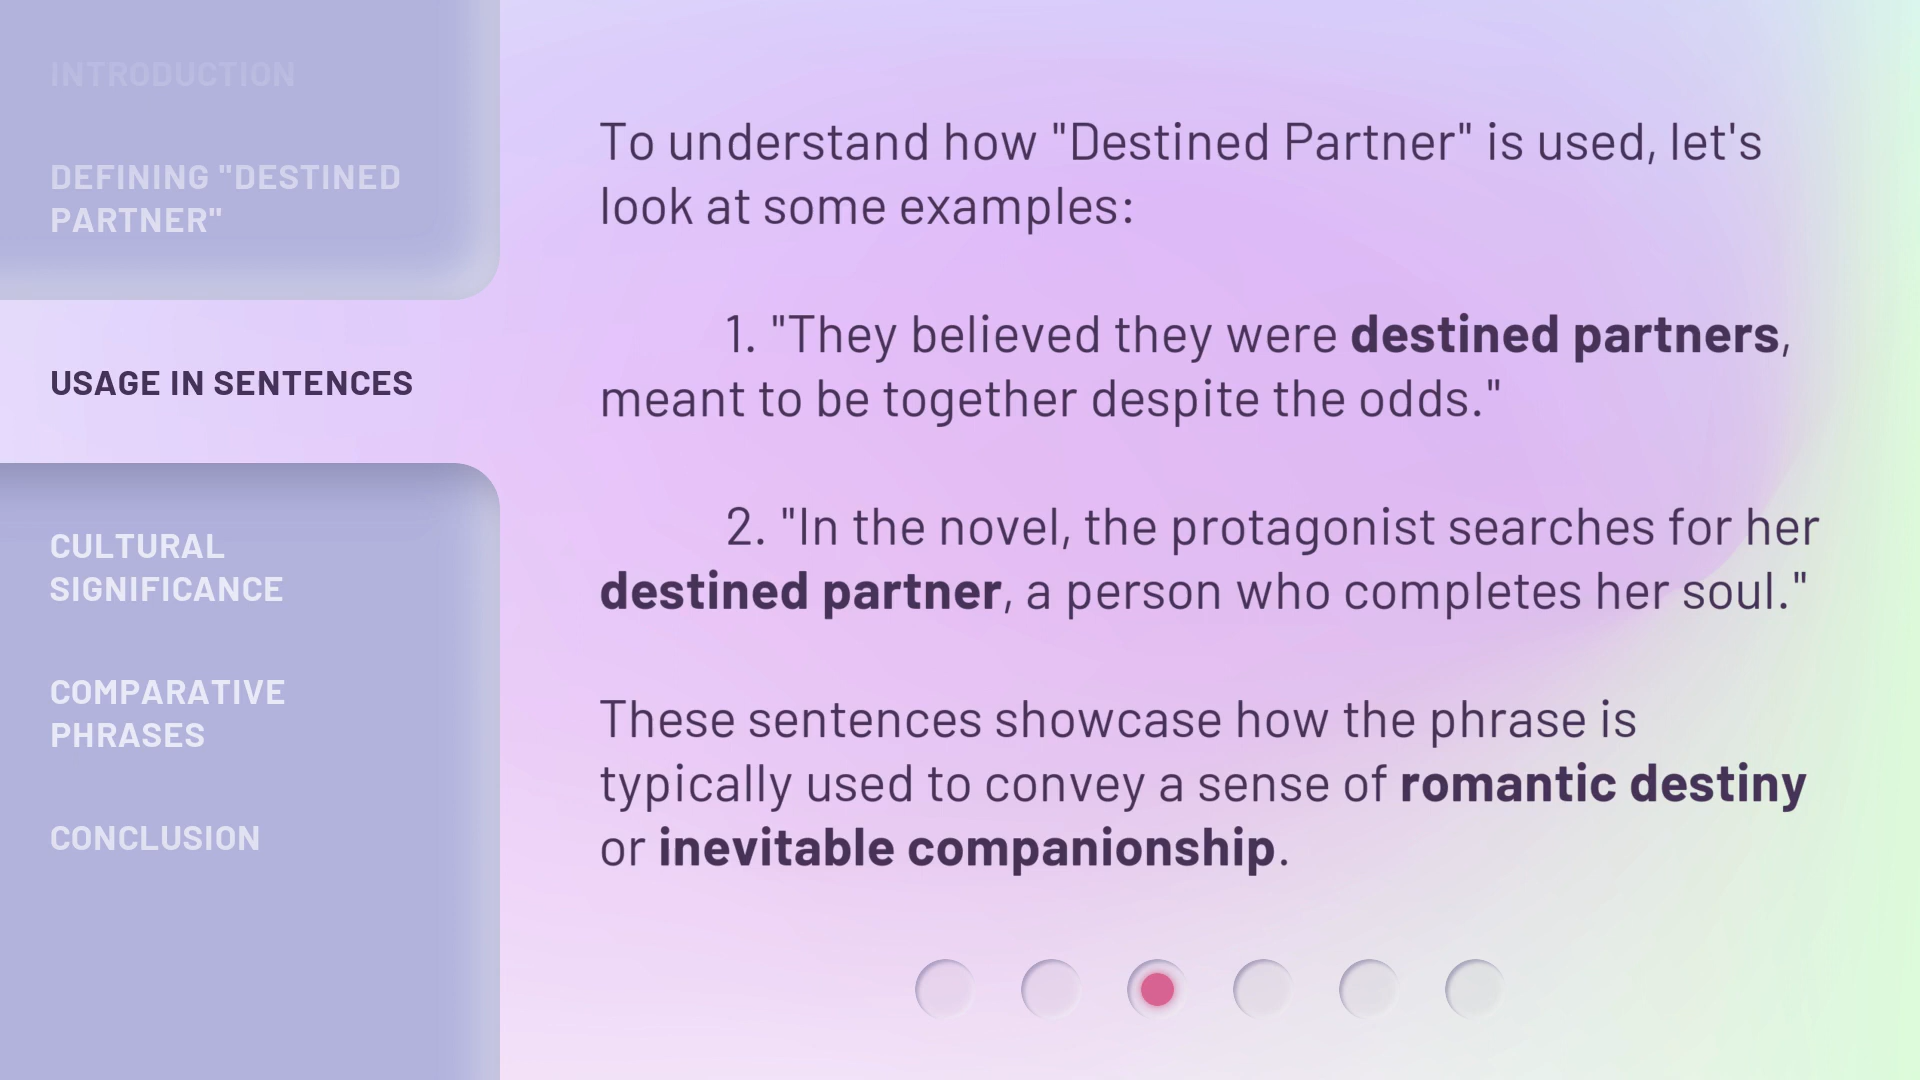 INTRODUCTION
DEFINING "DESTINED
PARTNER"
USAGE IN SENTENCES
CULTURAL
SIGNIFICANCE
COMPARATIVE
PHRASES
CONCLUSION
To understand how "Destined Partner" is used, let's
look at some examples:
1. "They believed they were destined partners,
meant to be together despite the odds."
2. "In the novel, the protagonist searches for her
destined partner, a person who completes her soul."
These sentences showcase how the phrase is
typically used to convey a sense of romantic destiny
or inevitable companionship.